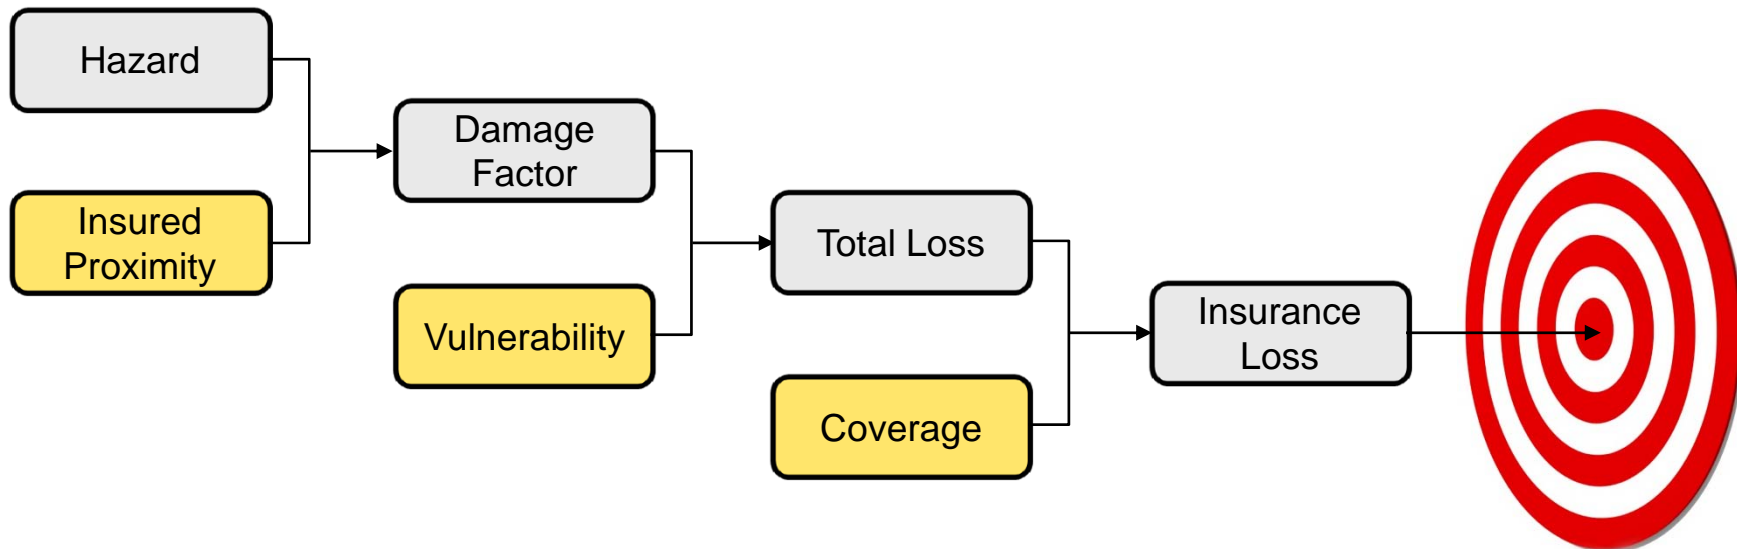 Hazard
Insured
Proximity
Damage
Factor
Vulnerability
Total Loss
Coverage
Insurance
Loss